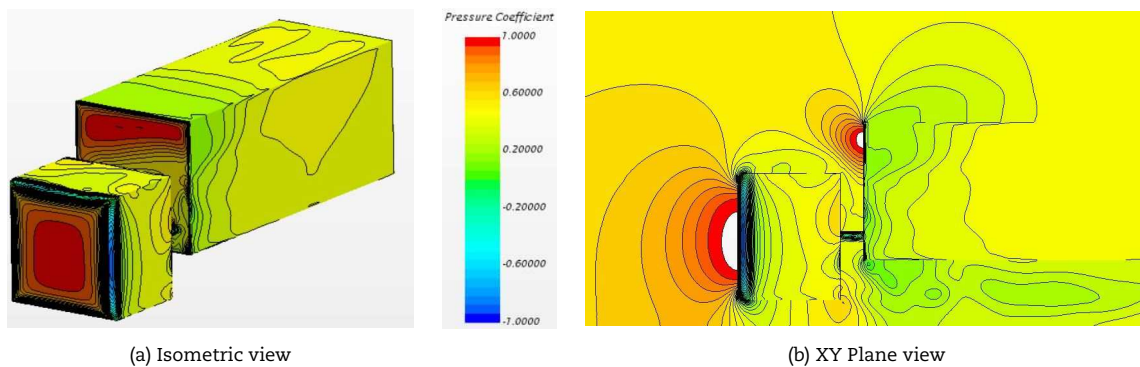 Pressure Coefficient
1.0000
0.60000
0.20000
-0.20000
-0.60000
-1.0000
(a) Isometric view
(b) XY Plane view